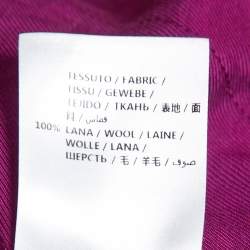 TESSUTO / FABRIC /
TISSU / GEWEBE /
TEJIDO / ТКАНЬ / 表地 / 面
料 / قماش /
100% LANA / WOOL / LAINE /
WOLLE / LANA /
ШЕРСТЬ / 毛 / 羊毛 / صوف /